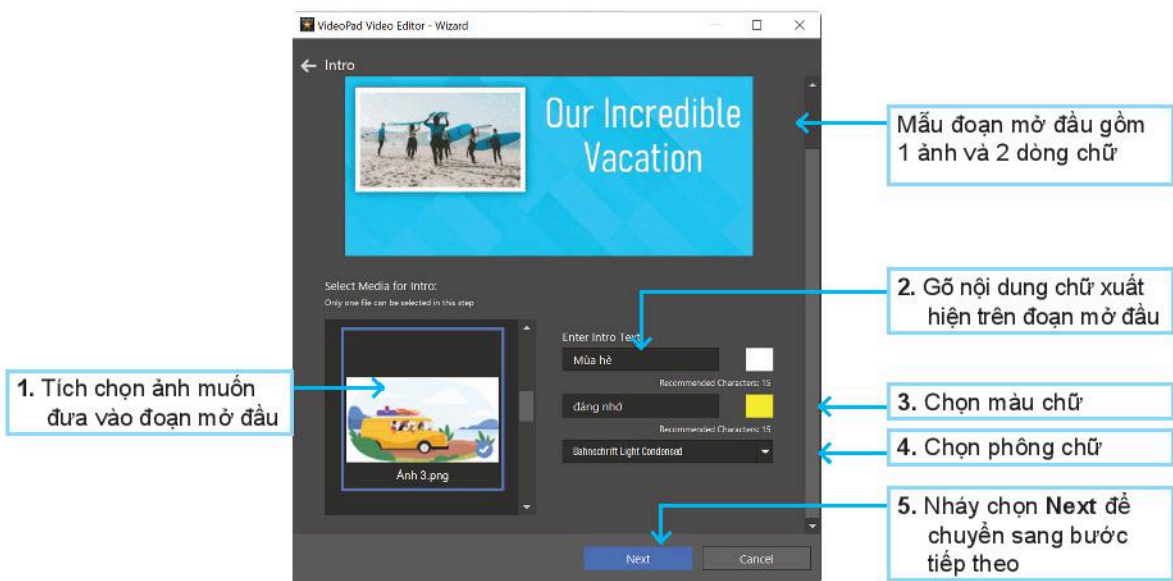 VideoPad Video Editor - Wizard
Intro
Our Incredible
Vacation
Mẫu đoạn mở đầu gồm
1 ảnh và 2 dòng chữ
Select Media for Intro:
Only one file can be selected in this step
2. Gõ nội dung chữ xuất
hiện trên đoạn mở đầu
Enter Intro Text
Mùa hè
Recommended Characters: 15
1. Tích chọn ảnh muốn
đưa vào đoạn mở đầu
đáng nhớ
3. Chọn màu chữ
Recommended Characters: 15
Bahnschrift Light Condensed
4. Chọn phông chữ
Ảnh 3.png
5. Nháy chọn Next để
chuyển sang bước
tiếp theo
Next
Cancel